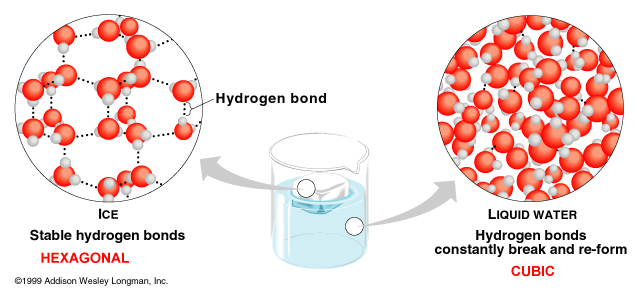 Hydrogen bond
ICE
Stable hydrogen bonds
HEXAGONAL
©1999 Addison Wesley Longman, Inc.
LIQUID WATER
Hydrogen bonds
constantly break and re-form
CUBIC